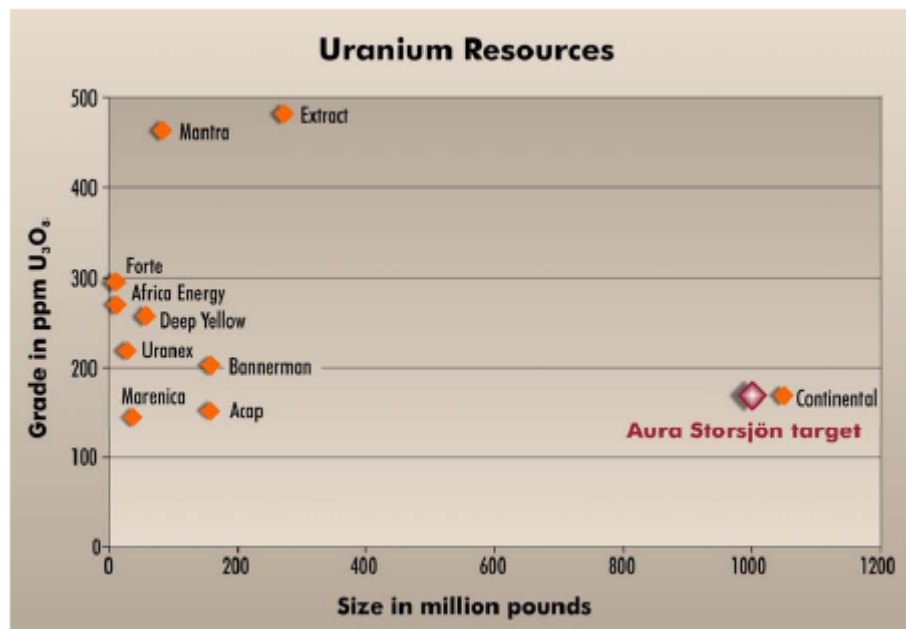 Uranium Resources
500
400
300
200
100
0
Grade in ppm U₃O₈
Extract
Mantra
Forte
Africa Energy
Deep Yellow
Uranex
Bannerman
Marenica
Acap
Continental
Aura Storsjön target
0 200 400 600 800 1000 1200
Size in million pounds